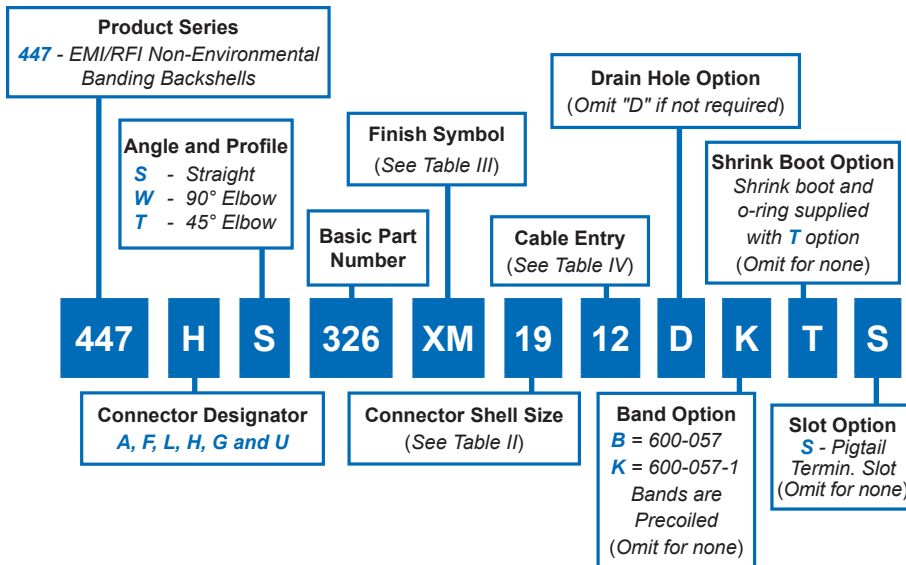 Product Series
447 - EMI/RFI Non-Environmental
Banding Backshells
Angle and Profile
S - Straight
W - 90° Elbow
T - 45° Elbow
Basic Part
Number
Finish Symbol
(See Table III)
Cable Entry
(See Table IV)
Drain Hole Option
(Omit "D" if not required)
Shrink Boot Option
Shrink boot and
o-ring supplied
with T option
(Omit for none)
447 H S 326 XM 19 12 D K T S
Connector Designator
A, F, L, H, G and U
Connector Shell Size
(See Table II)
Band Option
B = 600-057
K = 600-057-1
Bands are
Precoiled
(Omit for none)
Slot Option
S - Pigtail
Termin. Slot
(Omit for none)